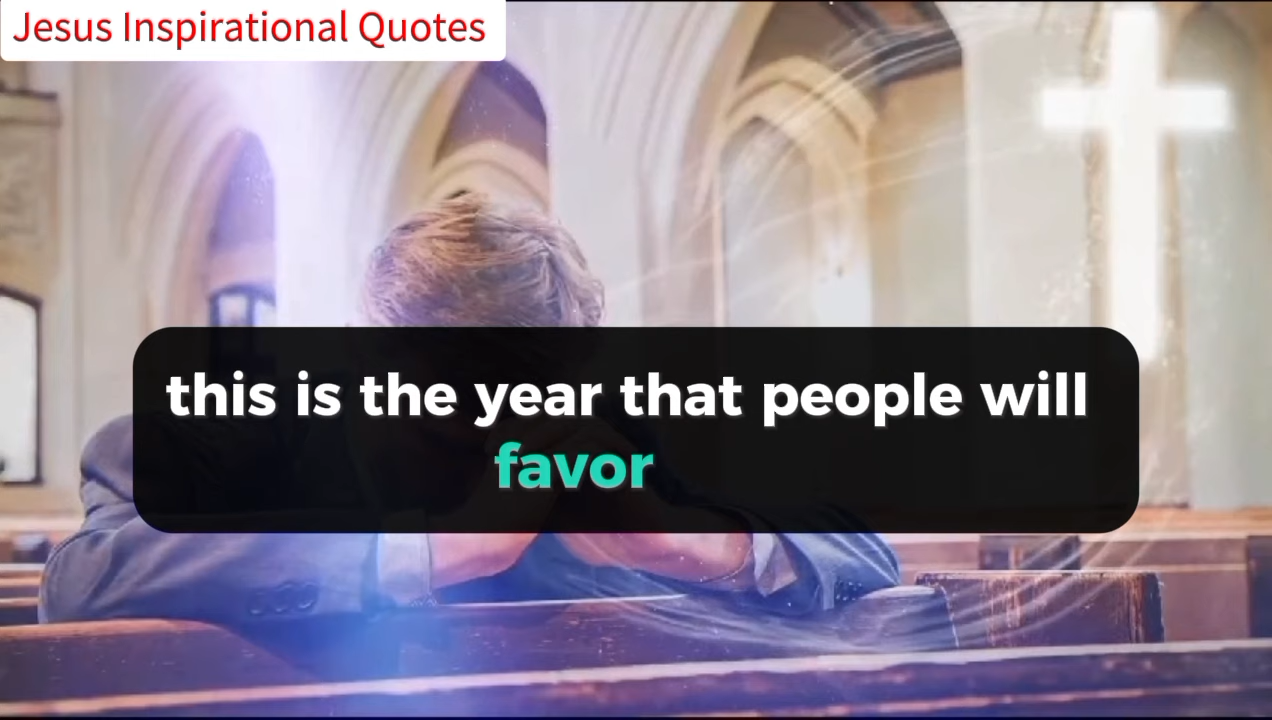 Jesus Inspirational Quotes
this is the year that people will
favor